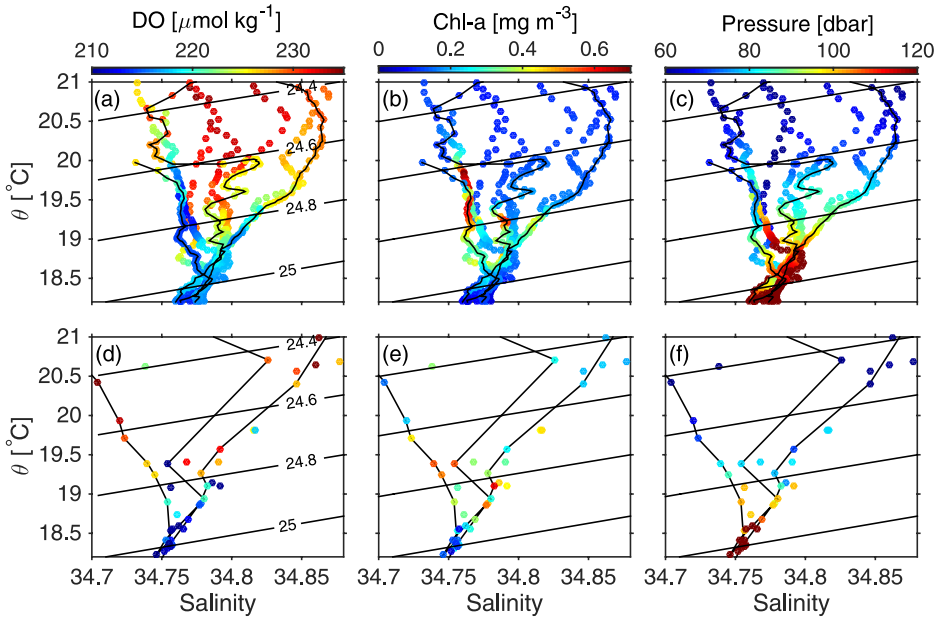 DO [μmol kg⁻¹] Chl-a [mg m⁻³] Pressure [dbar]
210 220 230 0 0.2 0.4 0.6 60 80 100 120
21 (a) 24.4 (b) (c)
20.5
24.6
20
θ [°C]
19.5
24.8
19
18.5 25
21 (d) 24.4 (e) (f)
20.5
24.6
20
θ [°C]
19.5
24.8
19
18.5 25
34.7 34.75 34.8 34.85 34.7 34.75 34.8 34.85 34.7 34.75 34.8 34.85
Salinity Salinity Salinity